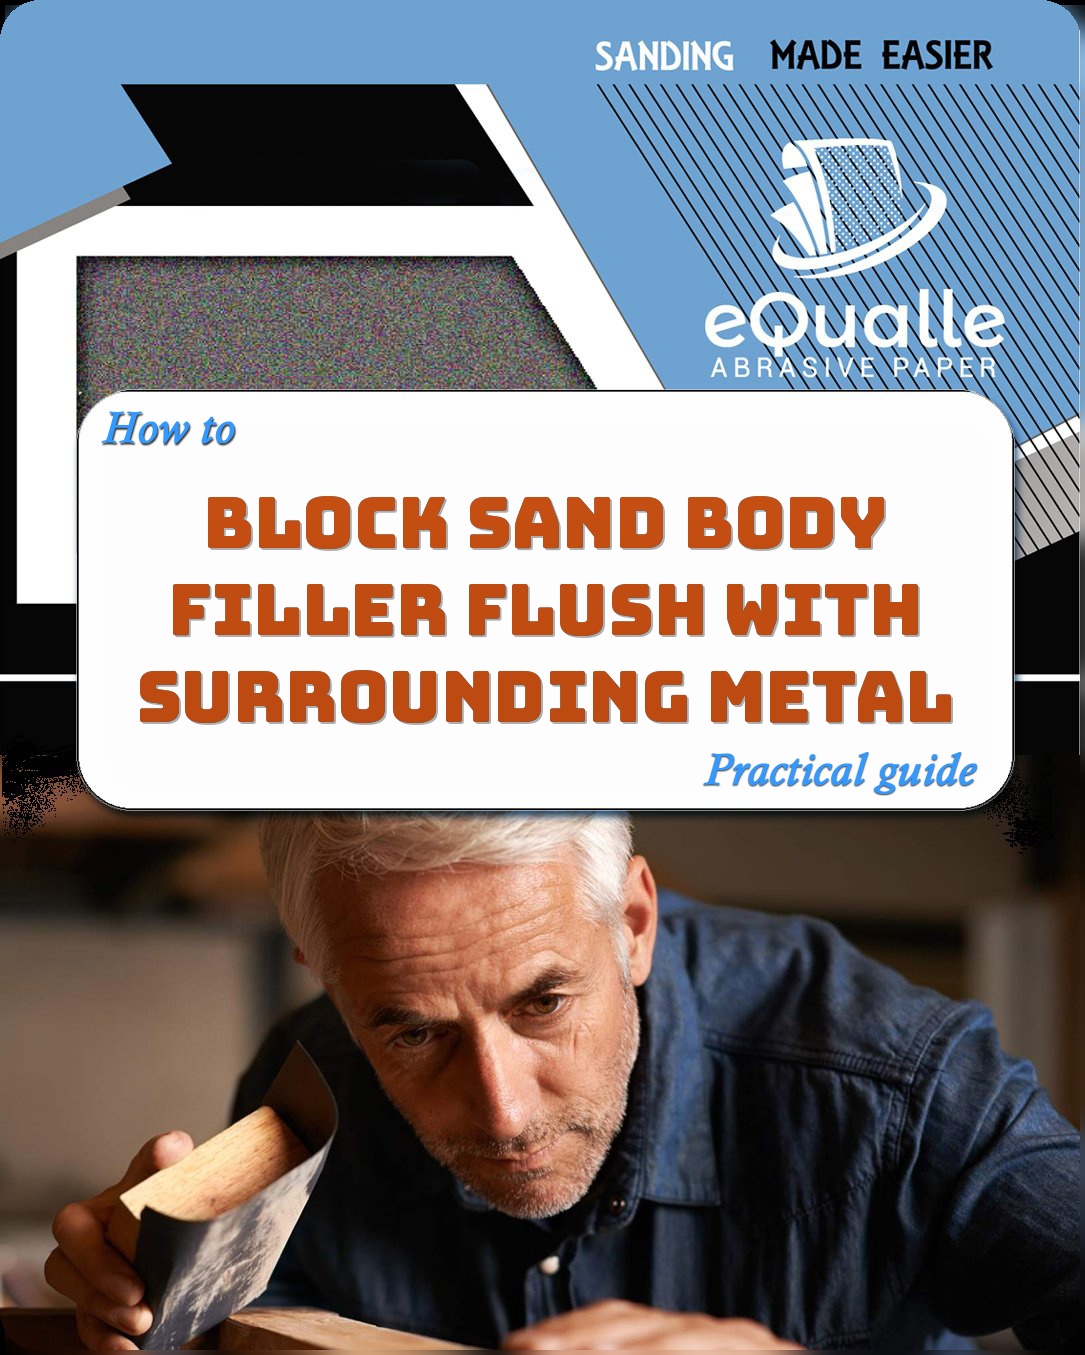 SANDING MADE EASIER
eQualle
ABRASIVE PAPER
How to
BLOCK SAND BODY
FILLER FLUSH WITH
SURROUNDING METAL
Practical guide